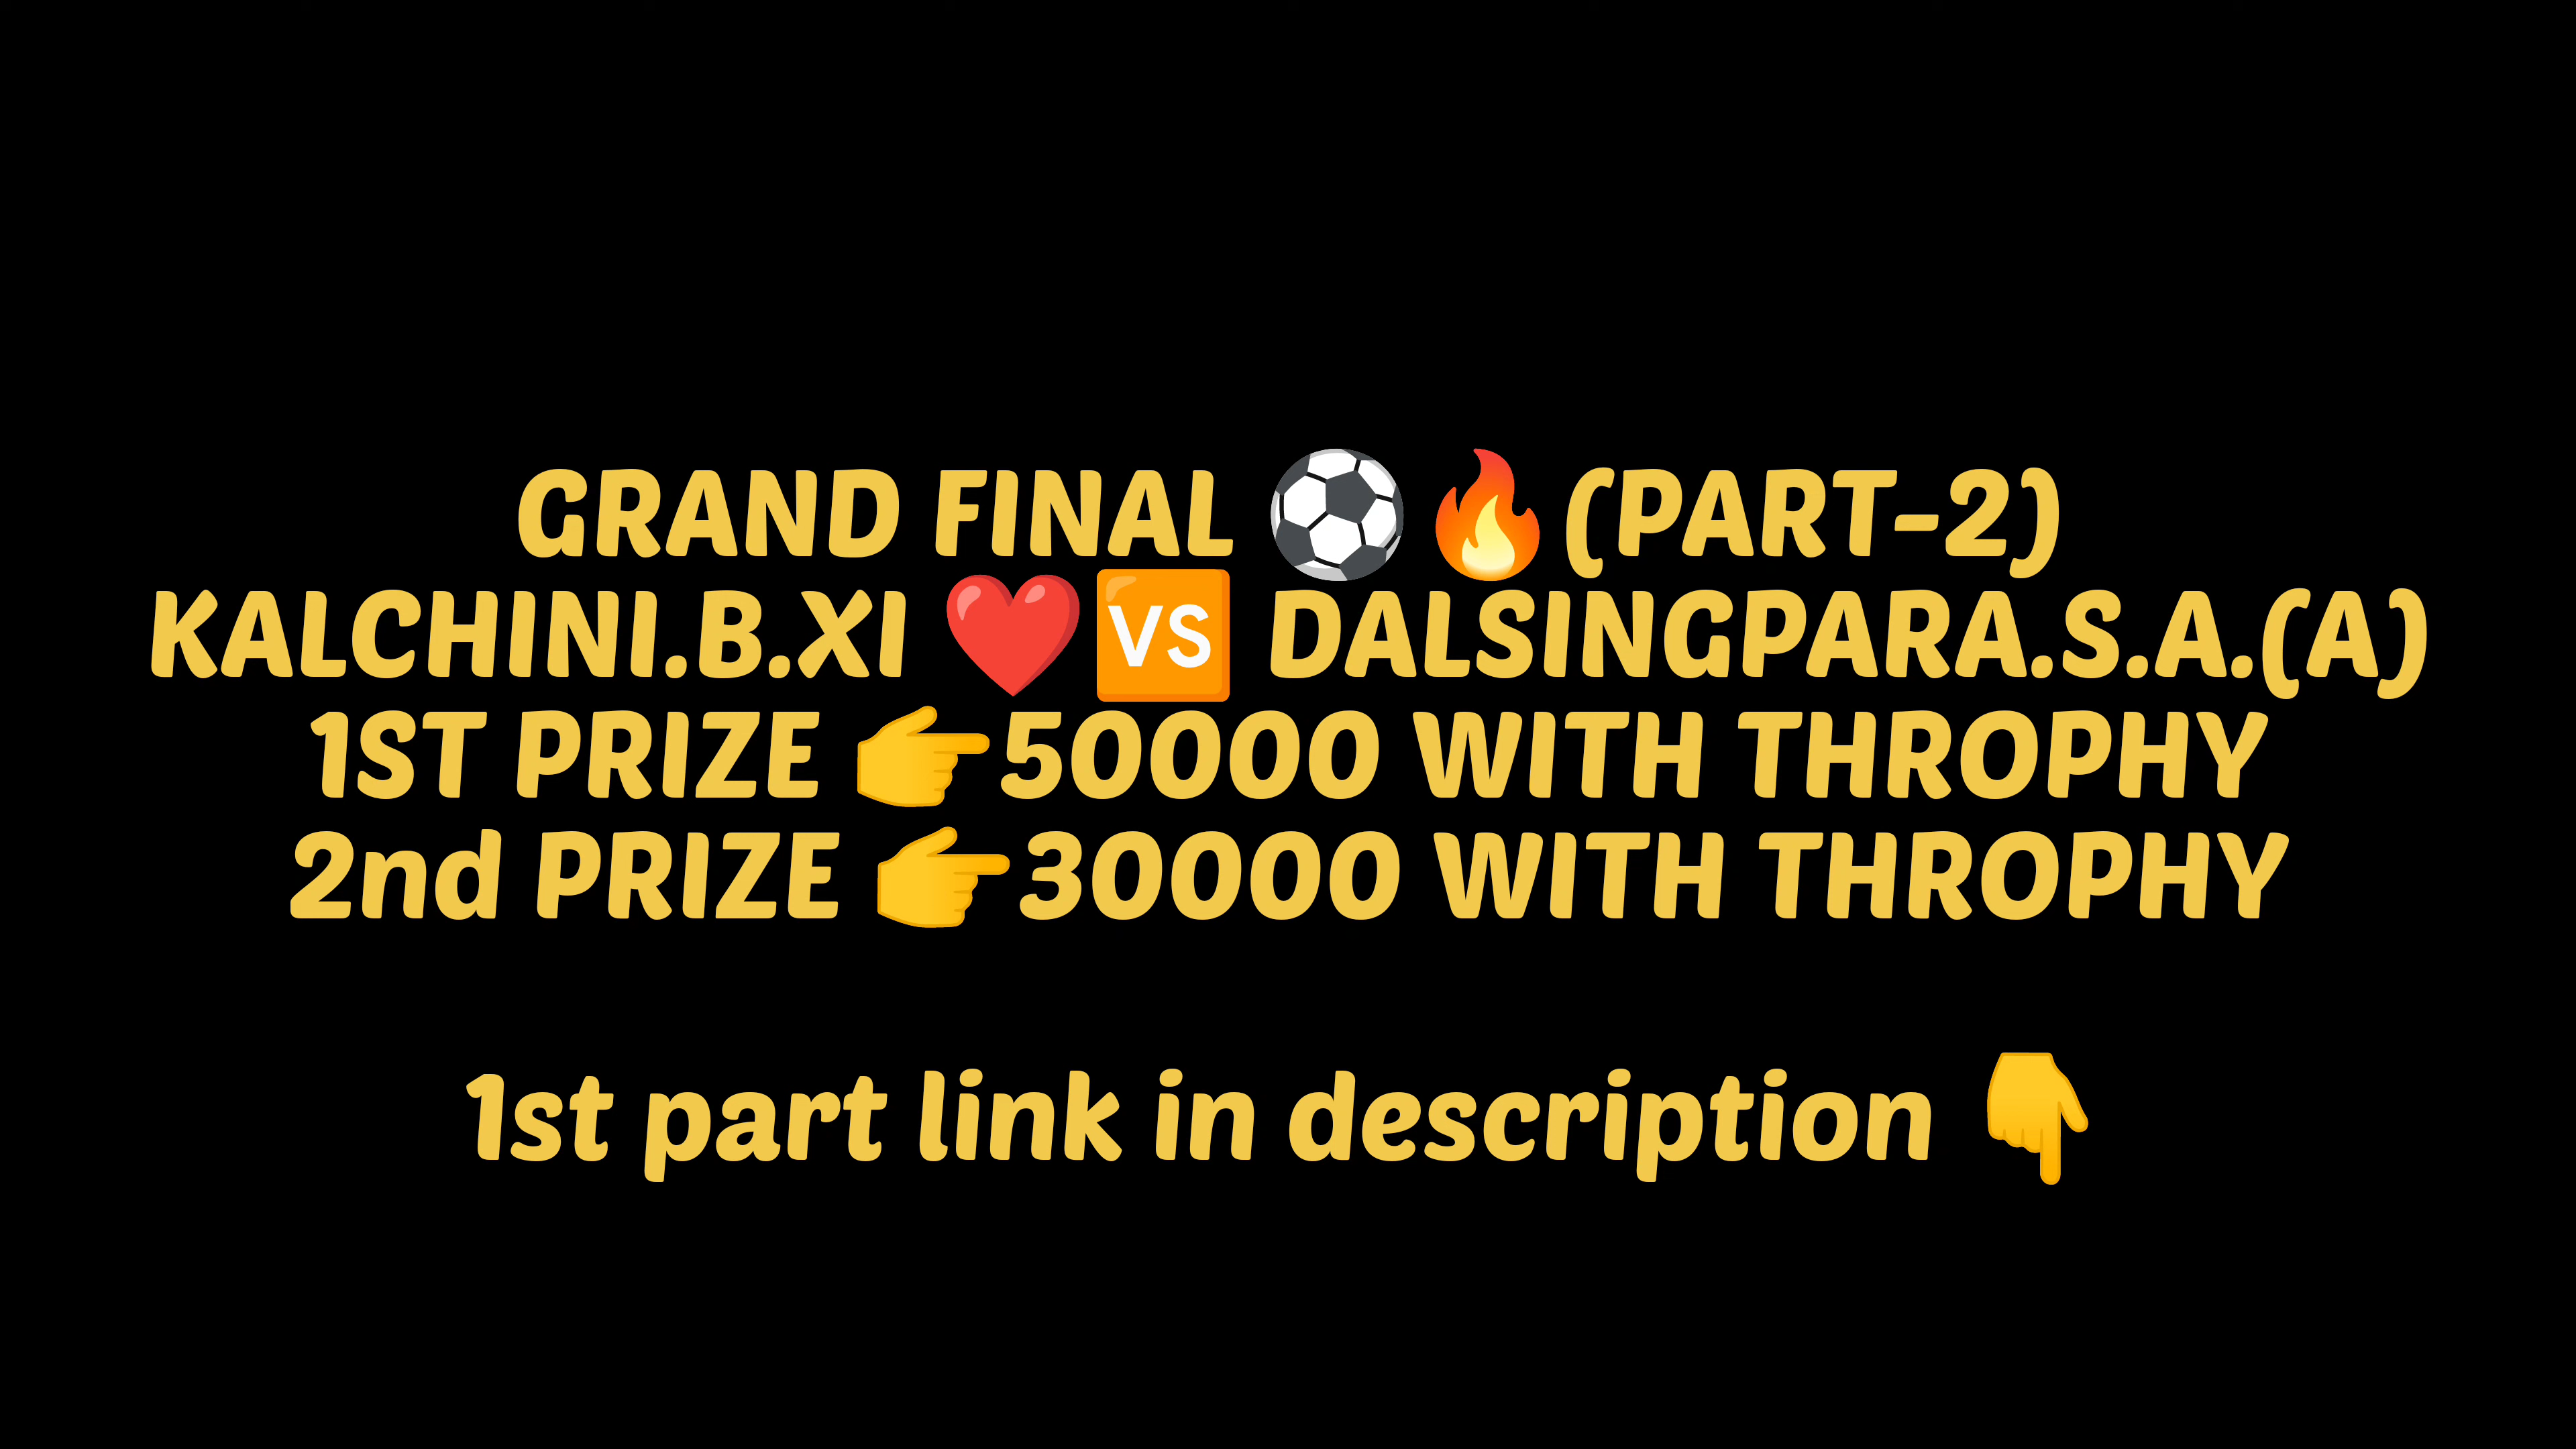 GRAND FINAL ⚽🔥(PART-2)
KALCHINI.B.XI ❤️🆚 DALSINGPARA.S.A.(A)
1ST PRIZE 👉50000 WITH THROPHY
2nd PRIZE 👉30000 WITH THROPHY
1st part link in description 👇